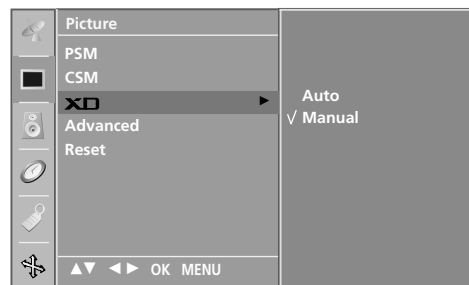 Picture
PSM
CSM
XD ►
Advanced
Reset
Auto
√ Manual
▲▼ ◄► OK MENU